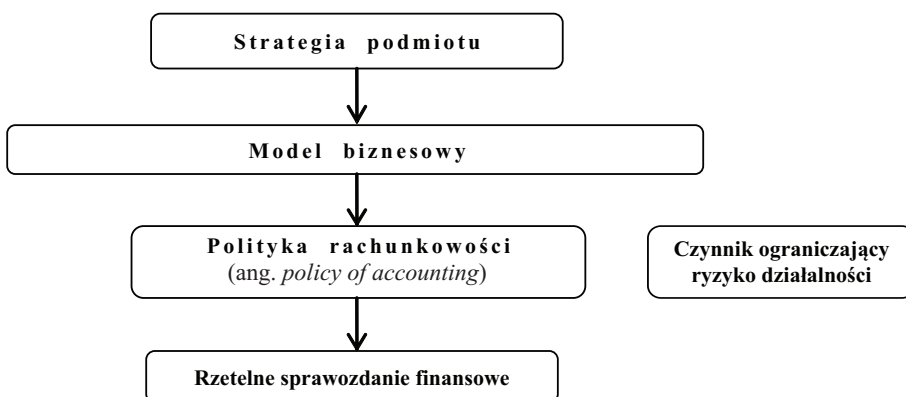 Strategia podmiotu
Model biznesowy
Polityka rachunkowości
(ang. policy of accounting)
Czynnik ograniczający
ryzyko działalności
Rzetelne sprawozdanie finansowe